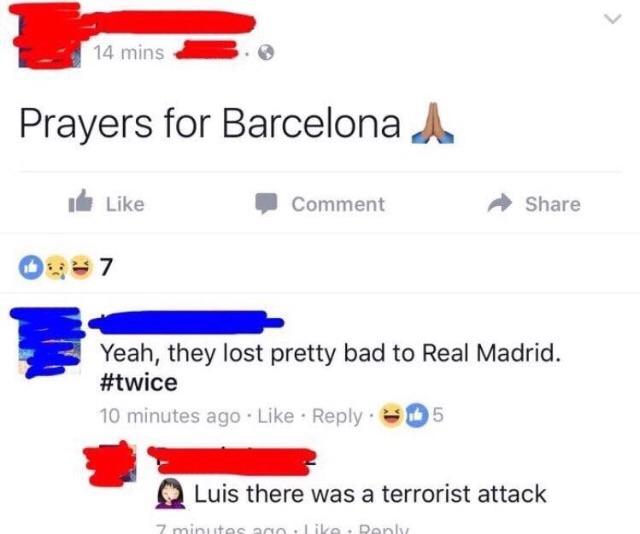 14 mins ·
Prayers for Barcelona 🙏🏽
Like Comment Share
7
Yeah, they lost pretty bad to Real Madrid.
#twice
10 minutes ago · Like · Reply · 5
🤦🏻‍♀️ Luis there was a terrorist attack
7 minutes ago · Like · Reply